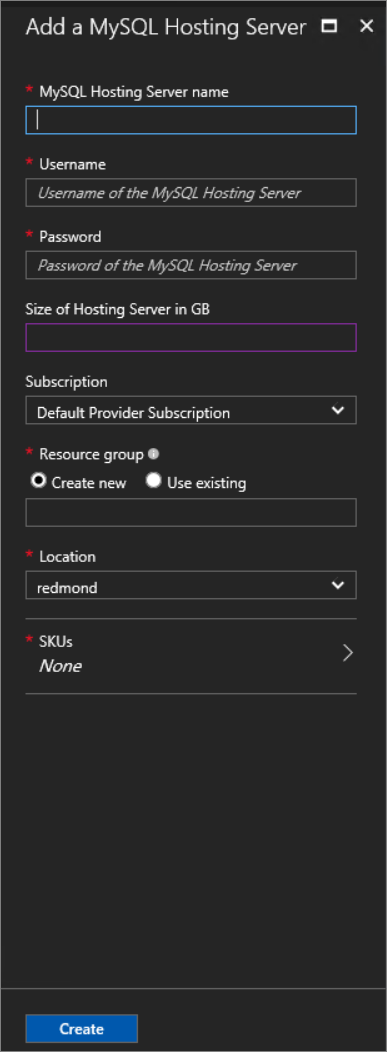 Add a MySQL Hosting Server
* MySQL Hosting Server name
* Username
Username of the MySQL Hosting Server
* Password
Password of the MySQL Hosting Server
Size of Hosting Server in GB
Subscription
Default Provider Subscription
* Resource group
Create new Use existing
* Location
redmond
* SKUs
None
Create